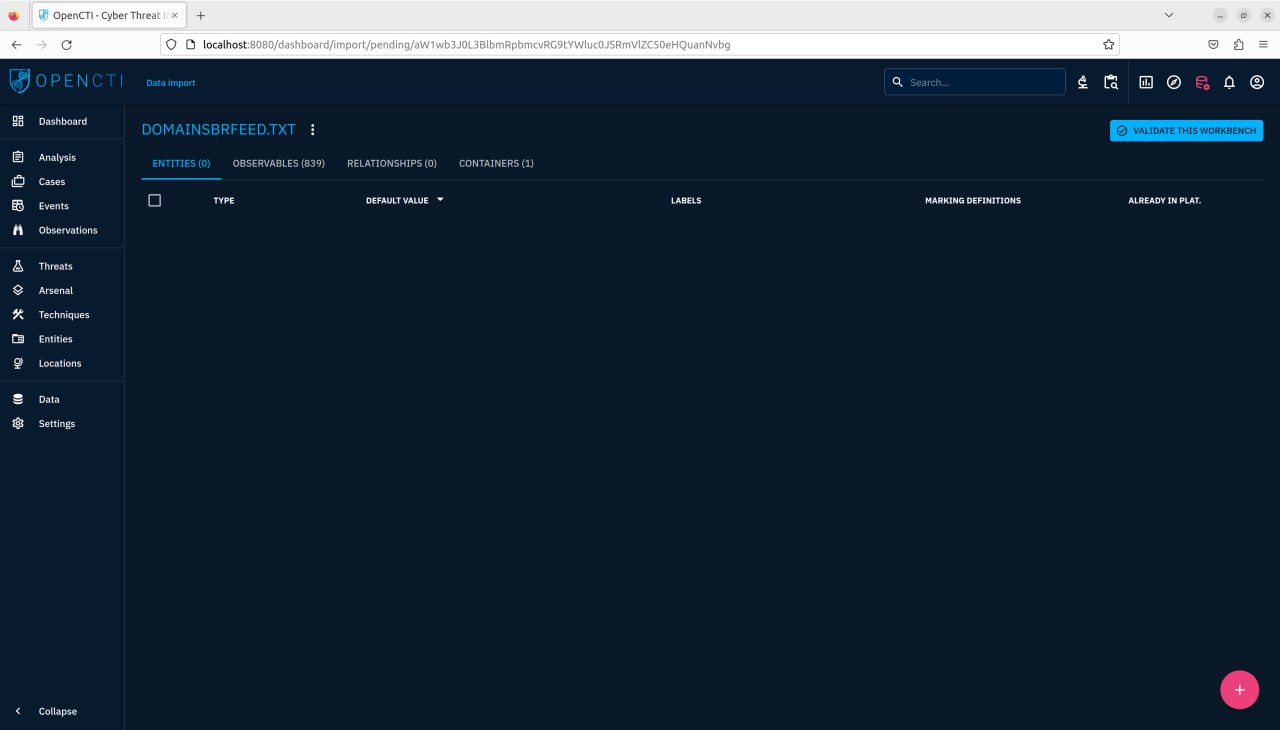 OpenCTI - Cyber Threat I
localhost:8080/dashboard/import/pending/aW1wb3J0L3BlbmRpbmcvRG9tYWluc0JSRmVlZC50eHQuanNvbg
OPENCTI
Data import
Search...
Dashboard
Analysis
Cases
Events
Observations
Threats
Arsenal
Techniques
Entities
Locations
Data
Settings
Collapse
DOMAINSBRFEED.TXT
VALIDATE THIS WORKBENCH
ENTITIES (0) OBSERVABLES (839) RELATIONSHIPS (0) CONTAINERS (1)
TYPE DEFAULT VALUE LABELS MARKING DEFINITIONS ALREADY IN PLAT.